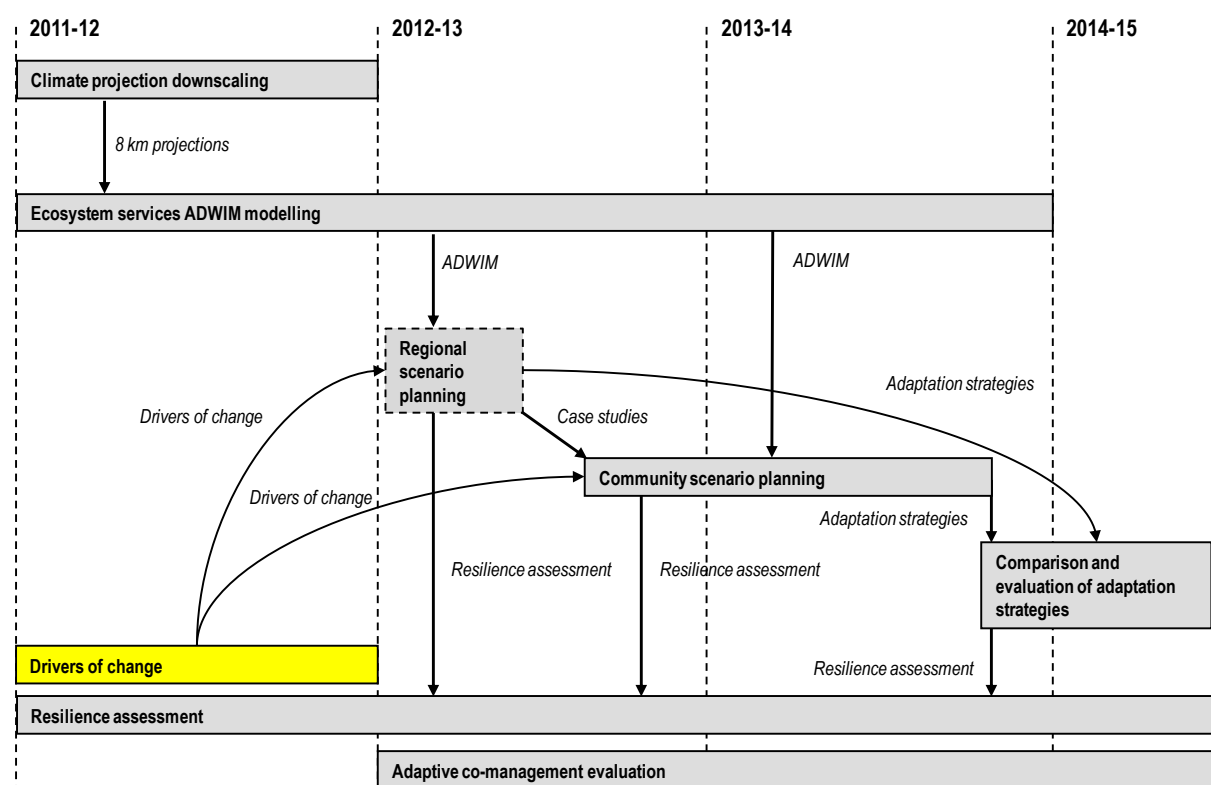 2011-12
2012-13
2013-14
2014-15
Climate projection downscaling
8 km projections
Ecosystem services ADWIM modelling
ADWIM
ADWIM
Regional
scenario
planning
Adaptation strategies
Drivers of change
Case studies
Community scenario planning
Drivers of change
Adaptation strategies
Resilience assessment
Resilience assessment
Comparison and
evaluation of adaptation
strategies
Drivers of change
Resilience assessment
Resilience assessment
Adaptive co-management evaluation